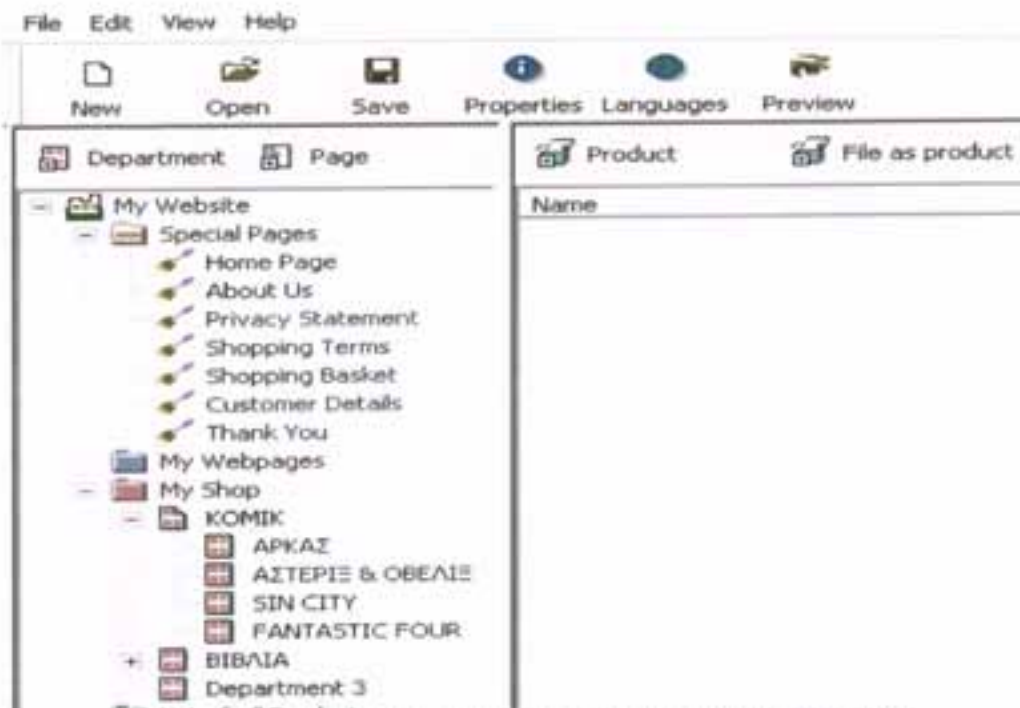 File Edit View Help
New Open Save Properties Languages Preview
Department Page Product File as product
Name
My Website
Special Pages
Home Page
About Us
Privacy Statement
Shopping Terms
Shopping Basket
Customer Details
Thank You
My Webpages
My Shop
ΚΟΜΙΚ
ΑΡΚΑΣ
ΑΣΤΕΡΙΞ & ΟΒΕΛΙΞ
SIN CITY
FANTASTIC FOUR
ΒΙΒΛΙΑ
Department 3